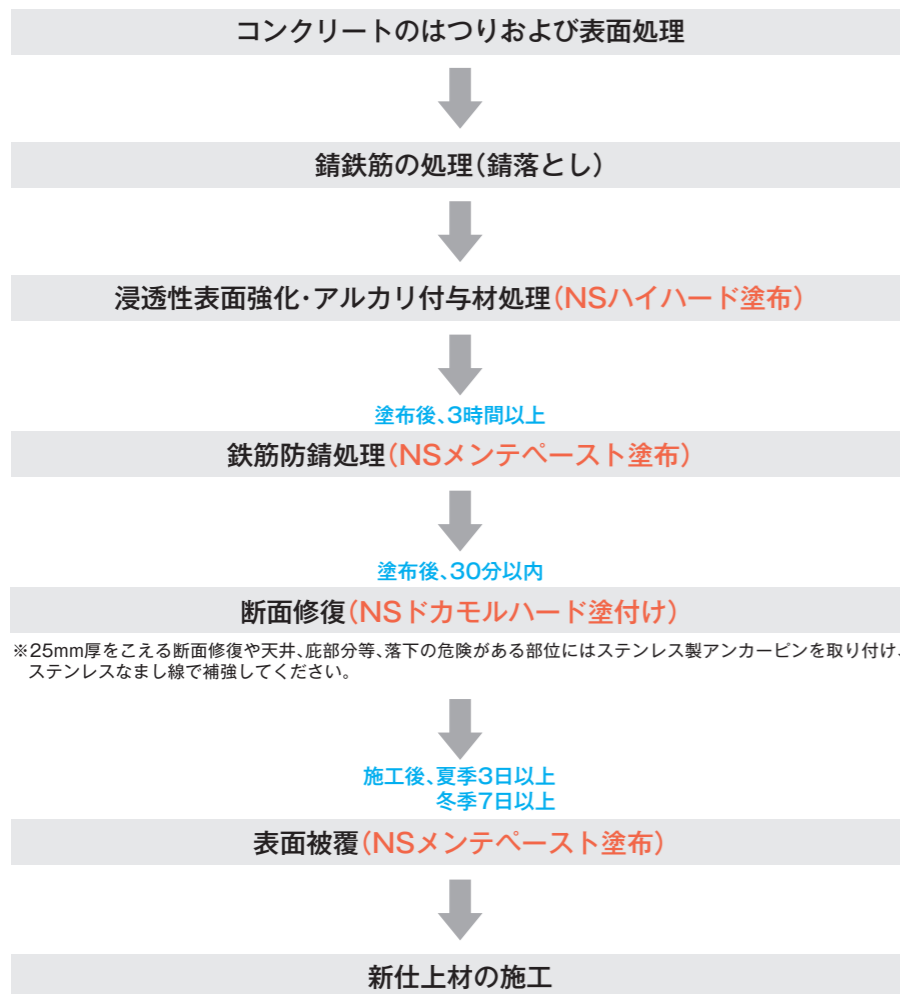 コンクリートのはつりおよび表面処理
錆鉄筋の処理（錆落とし）
浸透性表面強化・アルカリ付与材処理（NSハイハード塗布）
塗布後、3時間以上
鉄筋防錆処理（NSメンテペースト塗布）
塗布後、30分以内
断面修復（NSドカモルハード塗付け）
※25mm厚をこえる断面修復や天井、庇部分等、落下の危険がある部位にはステンレス製アンカーピンを取り付け、
ステンレスなまし線で補強してください。
施工後、夏季3日以上
冬季7日以上
表面被覆（NSメンテペースト塗布）
新仕上材の施工